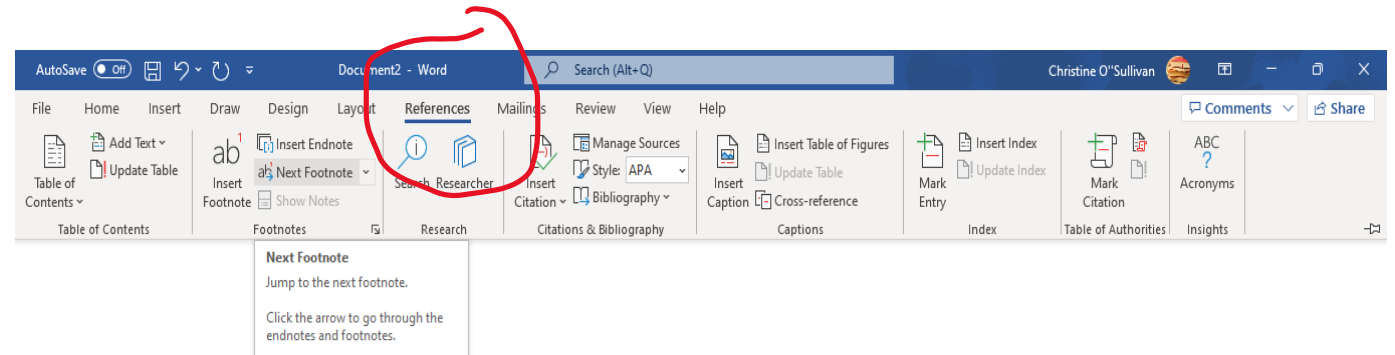 AutoSave Off Document2 - Word Search (Alt+Q) Christine O"Sullivan
File Home Insert Draw Design Layout References Mailings Review View Help Comments Share
Add Text Insert Endnote Manage Sources Insert Table of Figures Insert Index ABC
Update Table ab1 Next Footnote Style: APA Update Table Update Index ?
Table of Contents Insert Footnote Show Notes Search Researcher Insert Citation Bibliography Insert Caption Cross-reference Mark Entry Mark Citation Acronyms
Table of Contents Footnotes Research Citations & Bibliography Captions Index Table of Authorities Insights
Next Footnote
Jump to the next footnote.
Click the arrow to go through the
endnotes and footnotes.